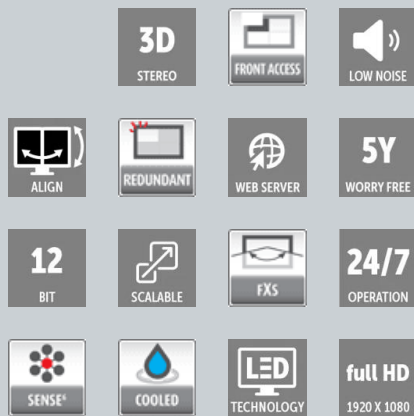 3D
STEREO
FRONT ACCESS
LOW NOISE
ALIGN
REDUNDANT
WEB SERVER
5Y
WORRY FREE
12
BIT
SCALABLE
FXS
24/7
OPERATION
SENSE⁶
COOLED
LED
TECHNOLOGY
full HD
1920 X 1080